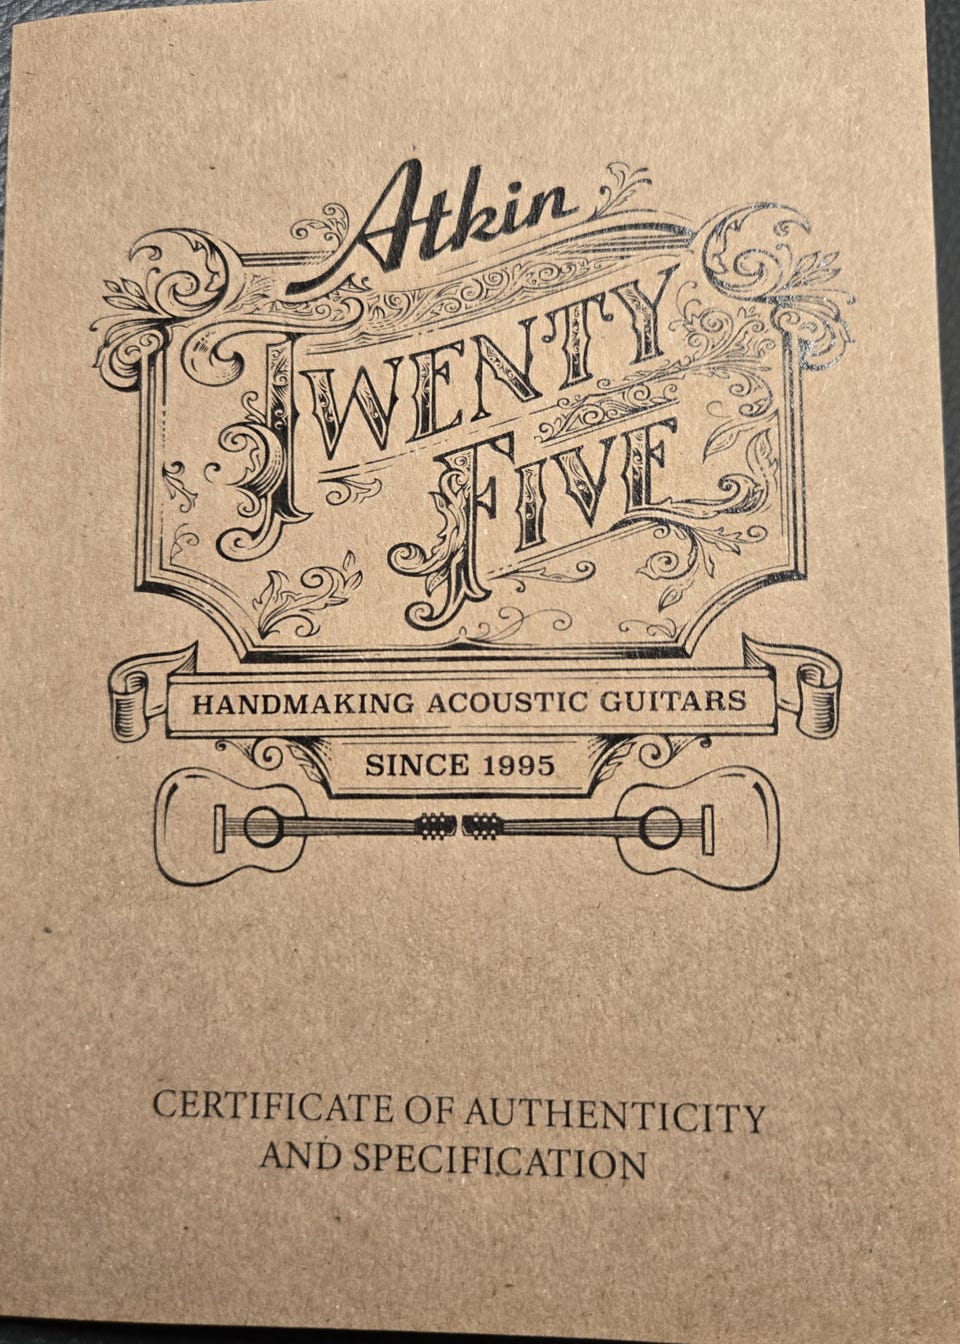 Atkin
TWENTY
FIVE
HANDMAKING ACOUSTIC GUITARS
SINCE 1995
CERTIFICATE OF AUTHENTICITY
AND SPECIFICATION